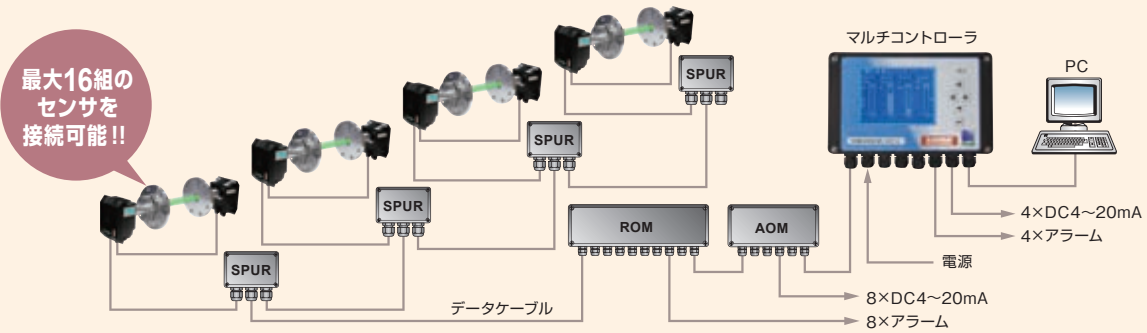 最大16組の
センサを
接続可能!!
マルチコントローラ
PC
SPUR
SPUR
SPUR
SPUR
ROM
AOM
4×DC4～20mA
4×アラーム
電源
データケーブル
8×DC4～20mA
8×アラーム